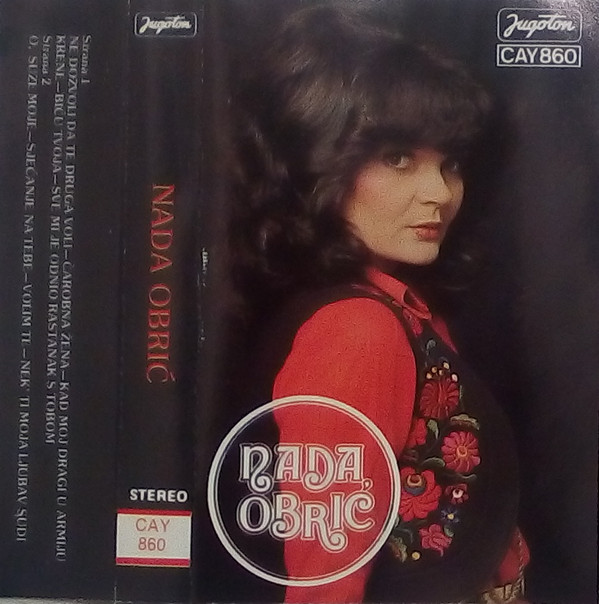 Strana 1
NE DOZVOLI DA TE DRUGA VOLI – ČAROBNA ŽENA – KAD MOJ DRAGI U ARMIJU
KRENE – BIĆU TVOJA – SVE MI JE ODNIO RASTANAK S TOBOM
Strana 2
O, SUZE MOJE – SJEĆANJE NA TEBE – VOLIM TE – NEK' TI MOJA LJUBAV SUDI
Jugoton
NADA OBRIĆ
STEREO
CAY
860
Jugoton
CAY 860
NADA
OBRIĆ